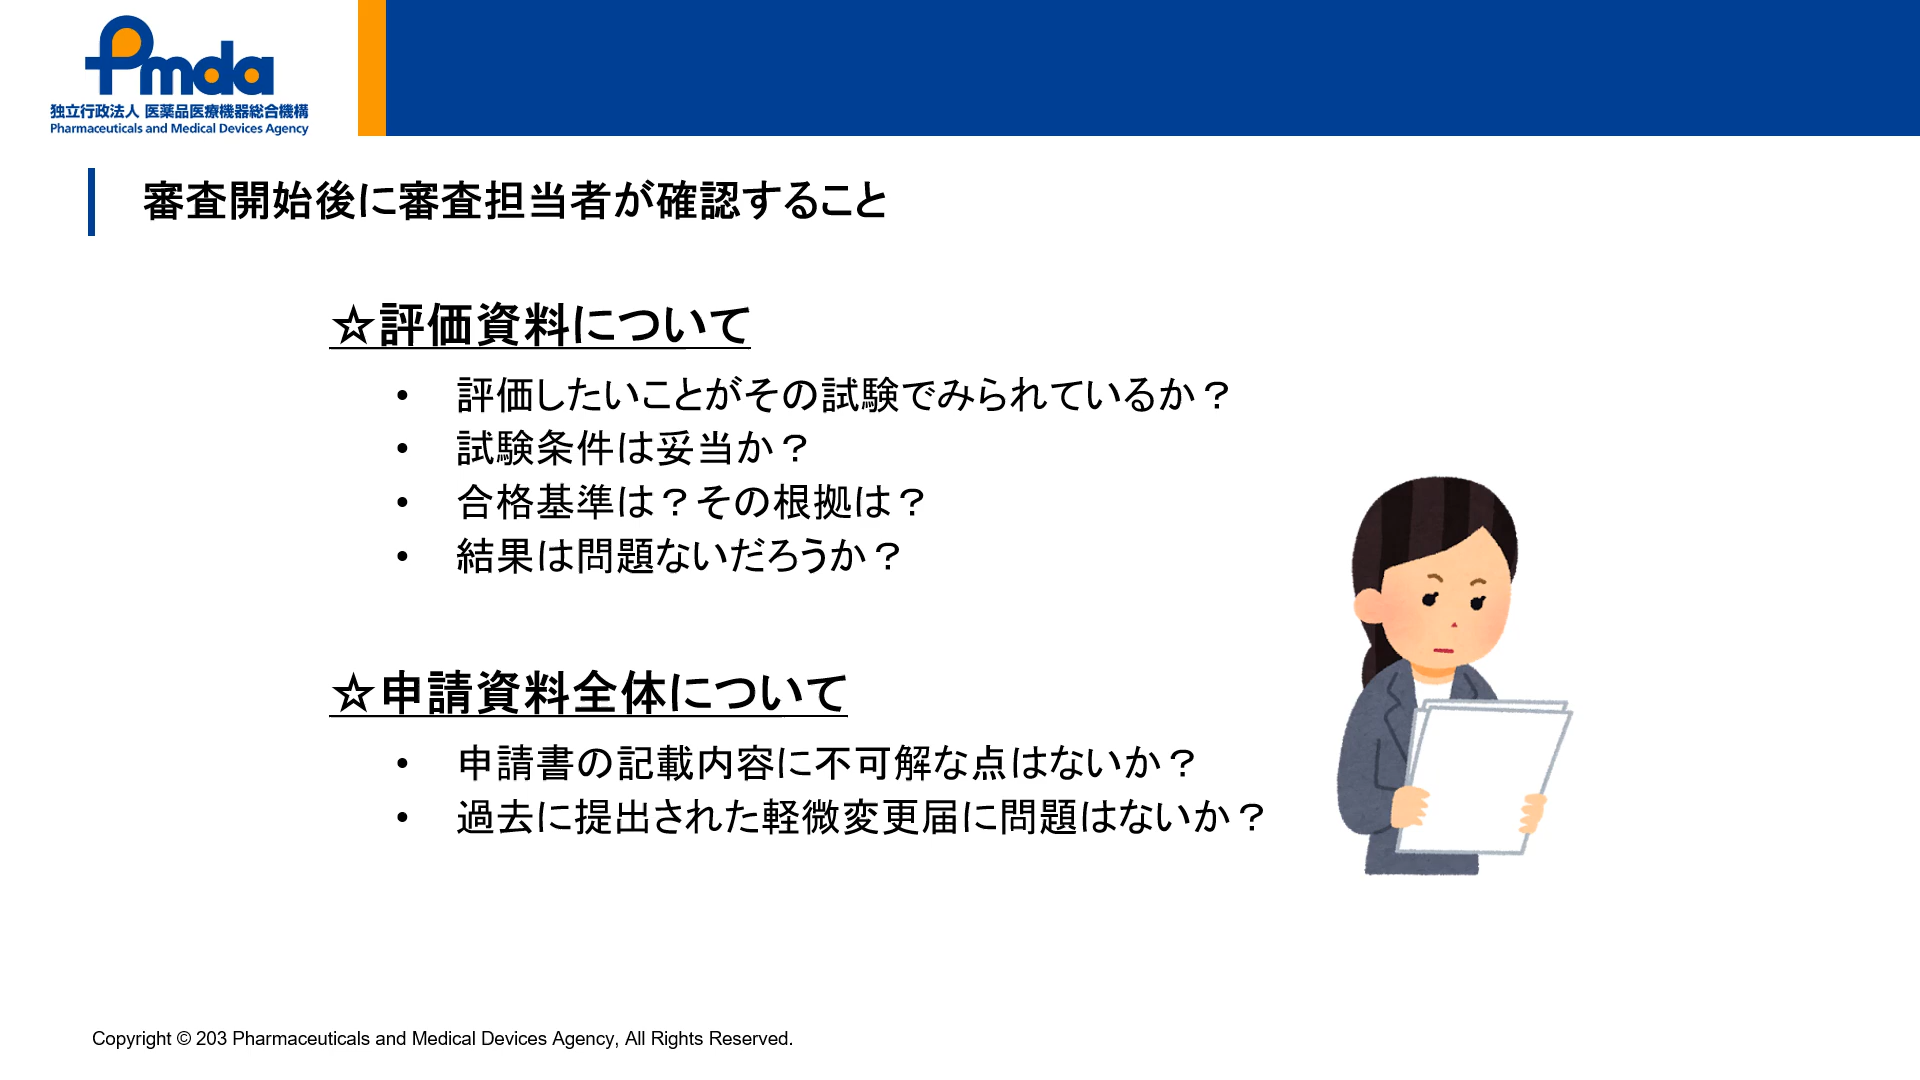 pmda
独立行政法人 医薬品医療機器総合機構
Pharmaceuticals and Medical Devices Agency
審査開始後に審査担当者が確認すること
☆評価資料について
• 評価したいことがその試験でみられているか？
• 試験条件は妥当か？
• 合格基準は？その根拠は？
• 結果は問題ないだろうか？
☆申請資料全体について
• 申請書の記載内容に不可解な点はないか？
• 過去に提出された軽微変更届に問題はないか？
Copyright © 203 Pharmaceuticals and Medical Devices Agency, All Rights Reserved.